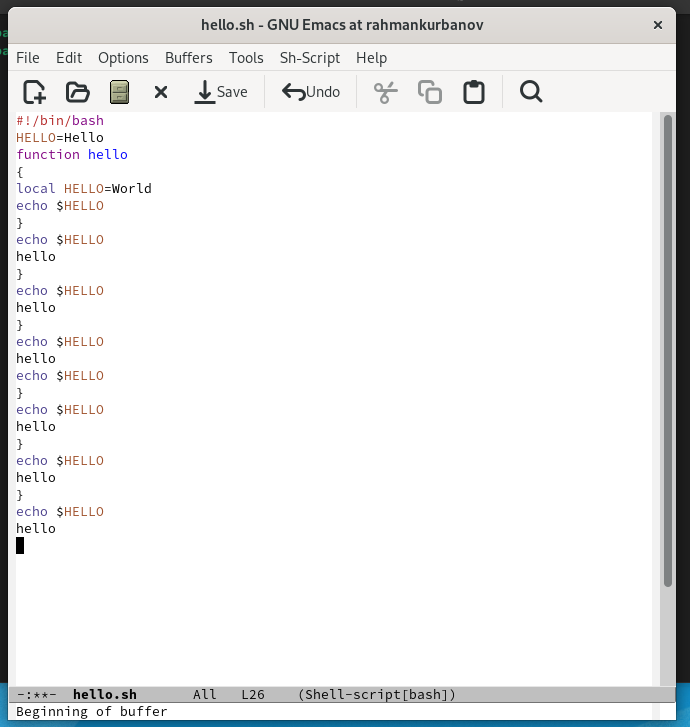 hello.sh - GNU Emacs at rahmankurbanov
File Edit Options Buffers Tools Sh-Script Help
Save Undo
#!/bin/bash
HELLO=Hello
function hello
{
local HELLO=World
echo $HELLO
}
echo $HELLO
hello
}
echo $HELLO
hello
}
echo $HELLO
hello
echo $HELLO
}
echo $HELLO
hello
}
echo $HELLO
hello
}
echo $HELLO
hello
-:**- hello.sh All L26 (Shell-script[bash])
Beginning of buffer